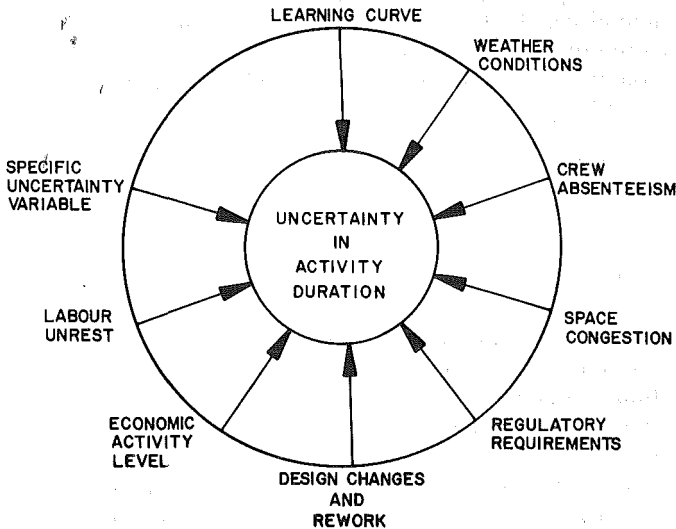 LEARNING CURVE
WEATHER
CONDITIONS
CREW
ABSENTEEISM
SPACE
CONGESTION
REGULATORY
REQUIREMENTS
DESIGN CHANGES
AND
REWORK
ECONOMIC
ACTIVITY
LEVEL
LABOUR
UNREST
SPECIFIC
UNCERTAINTY
VARIABLE
UNCERTAINTY
IN
ACTIVITY
DURATION